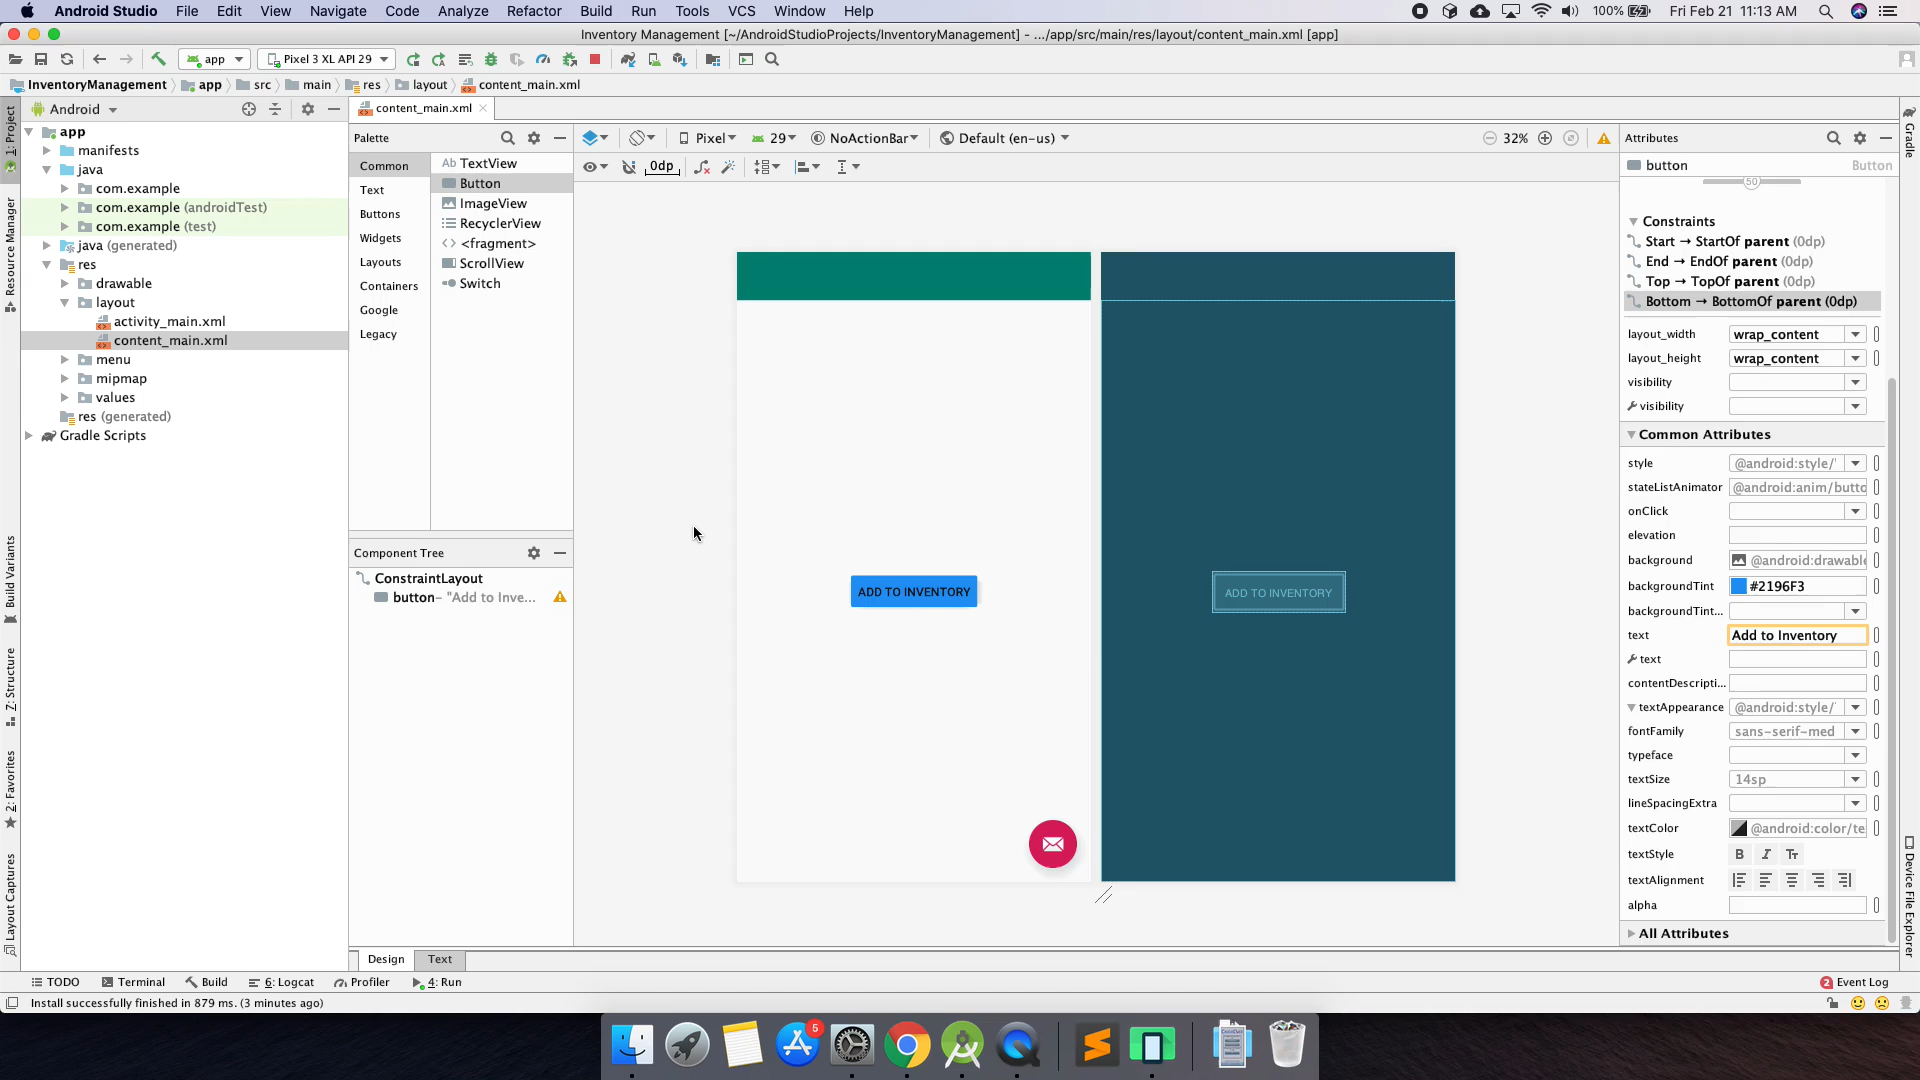 Android Studio File Edit View Navigate Code Analyze Refactor Build Run Tools VCS Window Help 100% Fri Feb 21 11:13 AM
Inventory Management [~/AndroidStudioProjects/InventoryManagement] - .../app/src/main/res/layout/content_main.xml [app]
app Pixel 3 XL API 29
InventoryManagement app src main res layout content_main.xml
Android
content_main.xml
1: Project
Resource Manager
Build Variants
Z: Structure
2: Favorites
Layout Captures
app
manifests
java
com.example
com.example (androidTest)
com.example (test)
java (generated)
res
drawable
layout
activity_main.xml
content_main.xml
menu
mipmap
values
res (generated)
Gradle Scripts
Palette
Common
Text
Buttons
Widgets
Layouts
Containers
Google
Legacy
Ab TextView
Button
ImageView
RecyclerView
<fragment>
ScrollView
Switch
Component Tree
ConstraintLayout
button- "Add to Inve...
Pixel 29 NoActionBar Default (en-us) 32%
0dp
ADD TO INVENTORY
ADD TO INVENTORY
Attributes
button Button
50
Constraints
Start → StartOf parent (0dp)
End → EndOf parent (0dp)
Top → TopOf parent (0dp)
Bottom → BottomOf parent (0dp)
layout_width wrap_content
layout_height wrap_content
visibility
visibility
Common Attributes
style @android:style/
stateListAnimator @android:anim/butto
onClick
elevation
background @android:drawable
backgroundTint #2196F3
backgroundTint...
text Add to Inventory
text
contentDescripti...
textAppearance @android:style/
fontFamily sans-serif-med
typeface
textSize 14sp
lineSpacingExtra
textColor @android:color/te
textStyle B I Tr
textAlignment
alpha
All Attributes
Gradle
Device File Explorer
Design Text
TODO Terminal Build 6: Logcat Profiler 4: Run 2 Event Log
Install successfully finished in 879 ms. (3 minutes ago)
5